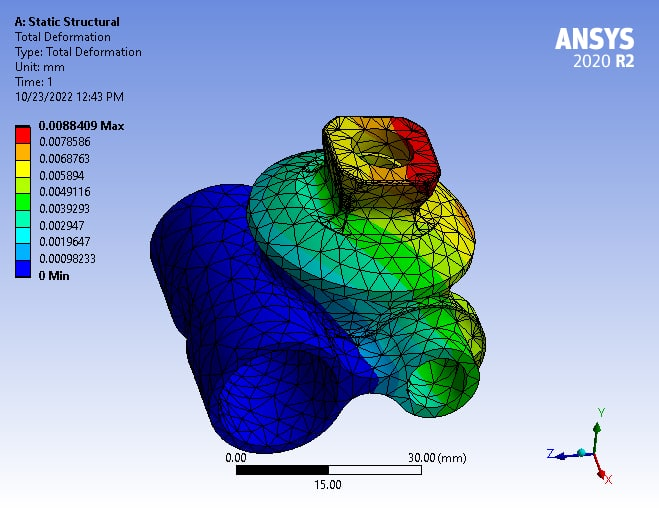 A: Static Structural
Total Deformation
Type: Total Deformation
Unit: mm
Time: 1
10/23/2022 12:43 PM
ANSYS
2020 R2
0.0088409 Max
0.0078586
0.0068763
0.005894
0.0049116
0.0039293
0.002947
0.0019647
0.00098233
0 Min
0.00
30.00 (mm)
15.00
Y
Z
X